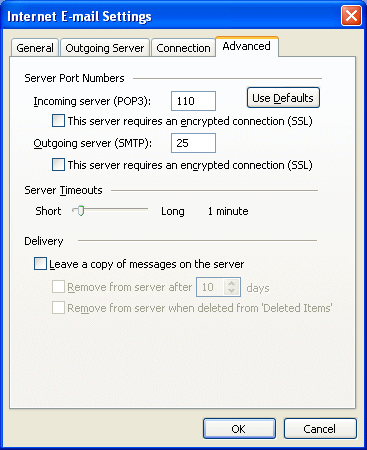 Internet E-mail Settings
General Outgoing Server Connection Advanced
Server Port Numbers
Incoming server (POP3): 110 Use Defaults
This server requires an encrypted connection (SSL)
Outgoing server (SMTP): 25
This server requires an encrypted connection (SSL)
Server Timeouts
Short Long 1 minute
Delivery
Leave a copy of messages on the server
Remove from server after 10 days
Remove from server when deleted from 'Deleted Items'
OK Cancel